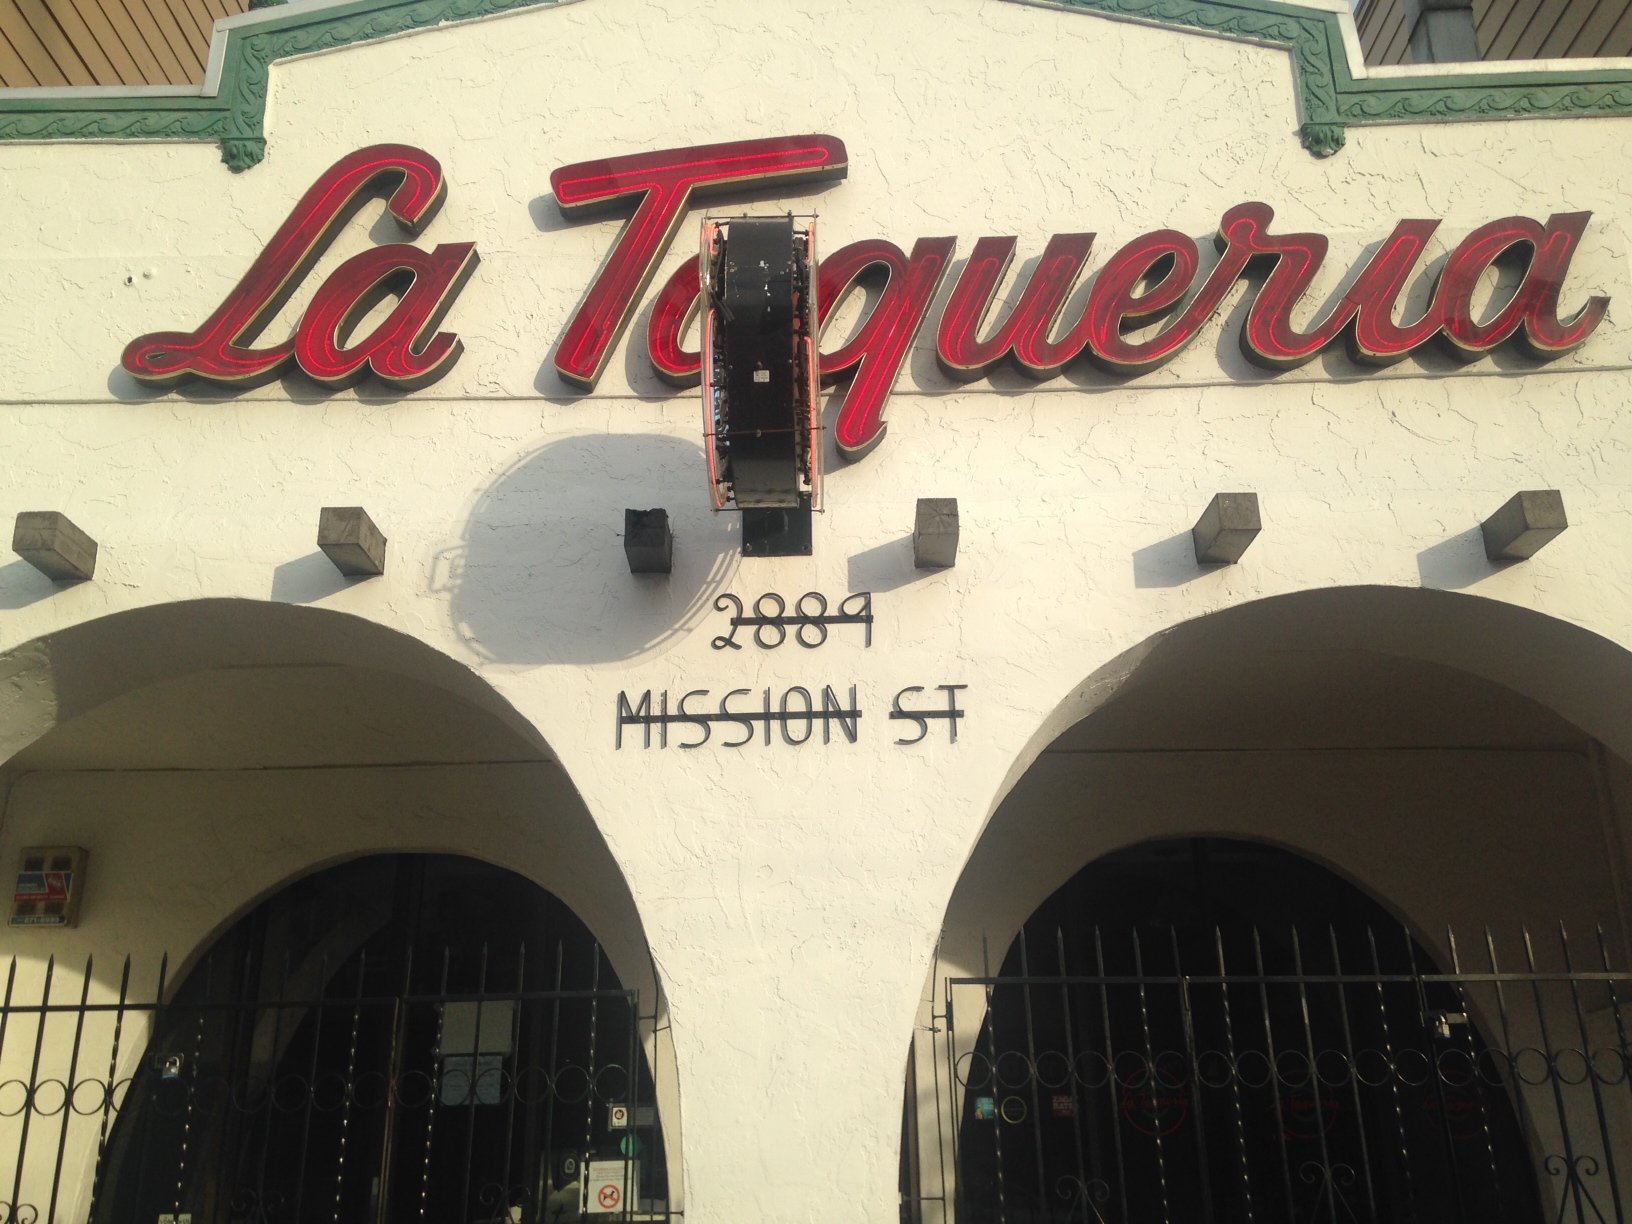 La Taqueria
2889
MISSION ST